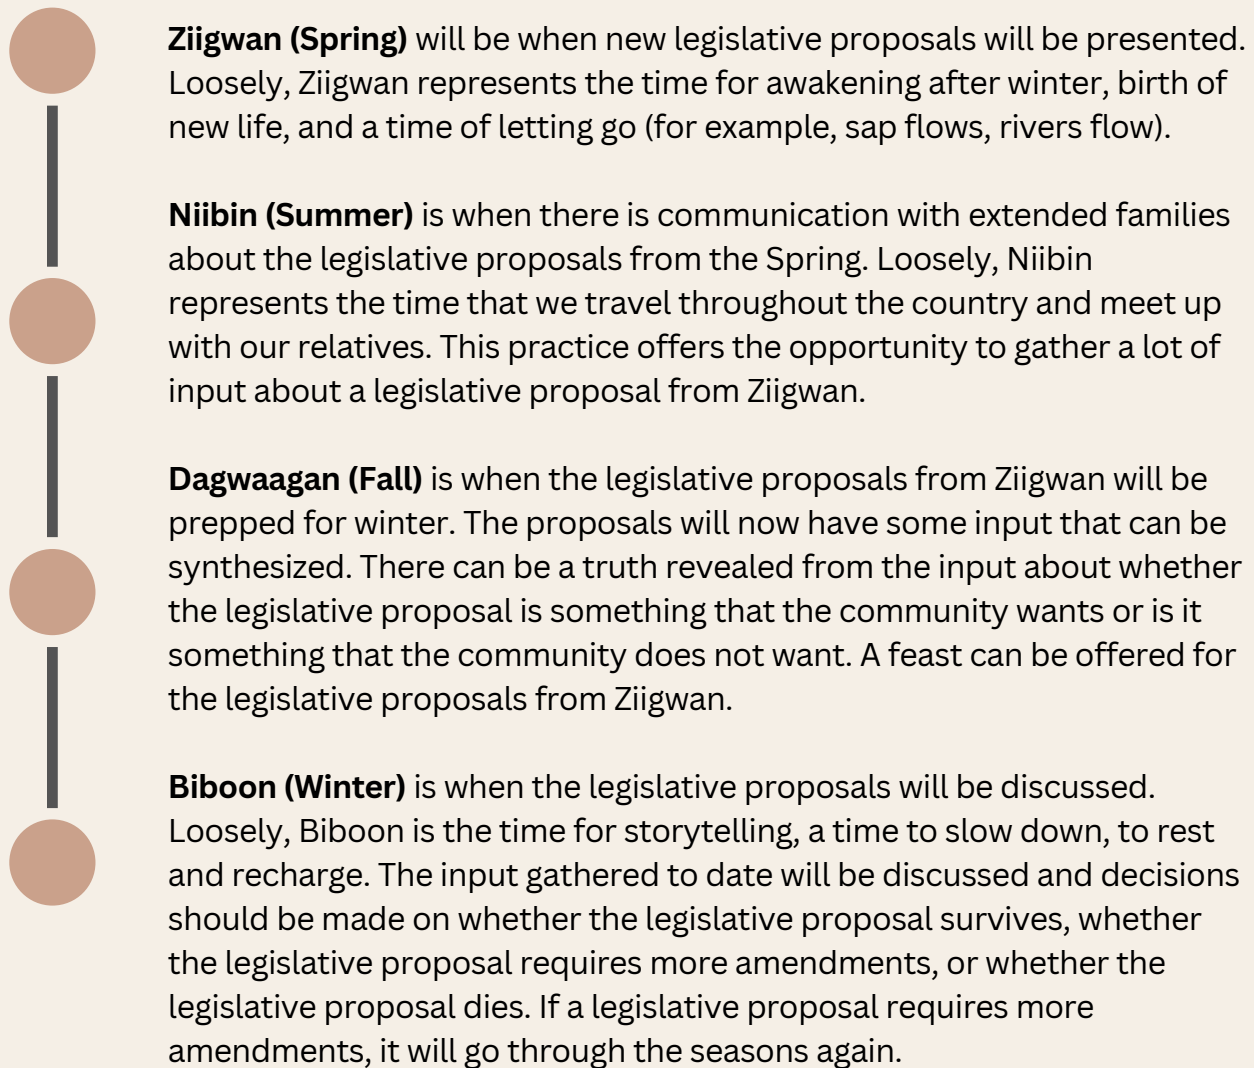 Ziigwan (Spring) will be when new legislative proposals will be presented.
Loosely, Ziigwan represents the time for awakening after winter, birth of
new life, and a time of letting go (for example, sap flows, rivers flow).
Niibin (Summer) is when there is communication with extended families
about the legislative proposals from the Spring. Loosely, Niibin
represents the time that we travel throughout the country and meet up
with our relatives. This practice offers the opportunity to gather a lot of
input about a legislative proposal from Ziigwan.
Dagwaagan (Fall) is when the legislative proposals from Ziigwan will be
prepped for winter. The proposals will now have some input that can be
synthesized. There can be a truth revealed from the input about whether
the legislative proposal is something that the community wants or is it
something that the community does not want. A feast can be offered for
the legislative proposals from Ziigwan.
Biboon (Winter) is when the legislative proposals will be discussed.
Loosely, Biboon is the time for storytelling, a time to slow down, to rest
and recharge. The input gathered to date will be discussed and decisions
should be made on whether the legislative proposal survives, whether
the legislative proposal requires more amendments, or whether the
legislative proposal dies. If a legislative proposal requires more
amendments, it will go through the seasons again.